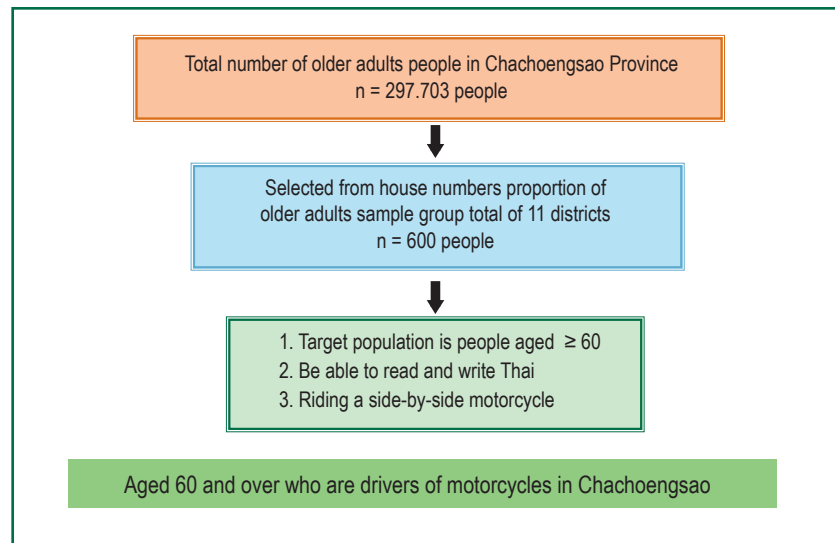 Total number of older adults people in Chachoengsao Province
n = 297.703 people
Selected from house numbers proportion of
older adults sample group total of 11 districts
n = 600 people
1. Target population is people aged ≥ 60
2. Be able to read and write Thai
3. Riding a side-by-side motorcycle
Aged 60 and over who are drivers of motorcycles in Chachoengsao